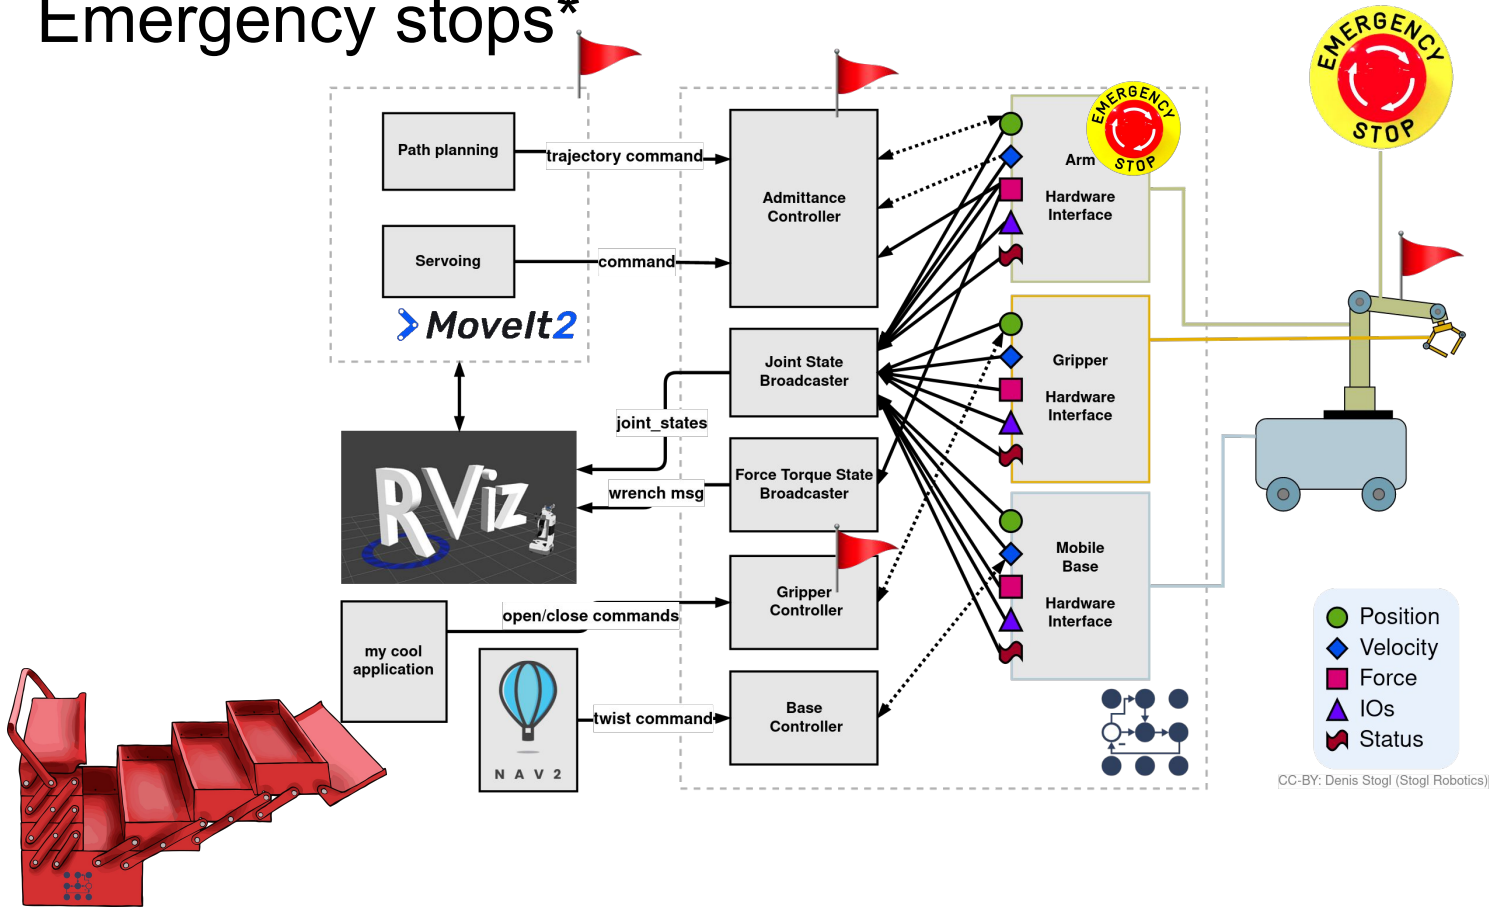 Emergency stops*
EMERGENCY
STOP
EMERGENCY
STOP
Path planning
trajectory command
Servoing
command
MoveIt2
Admittance
Controller
Arm
Hardware
Interface
Joint State
Broadcaster
joint_states
Gripper
Hardware
Interface
RViz
Force Torque State
Broadcaster
wrench msg
Mobile
Base
Hardware
Interface
Gripper
Controller
open/close commands
my cool
application
NAV2
twist command
Base
Controller
Position
Velocity
Force
IOs
Status
CC-BY: Denis Stogl (Stogl Robotics)